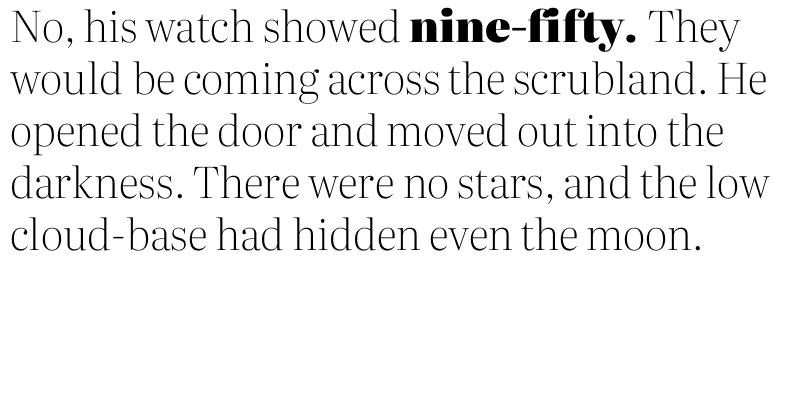 No, his watch showed nine-fifty. They
would be coming across the scrubland. He
opened the door and moved out into the
darkness. There were no stars, and the low
cloud-base had hidden even the moon.